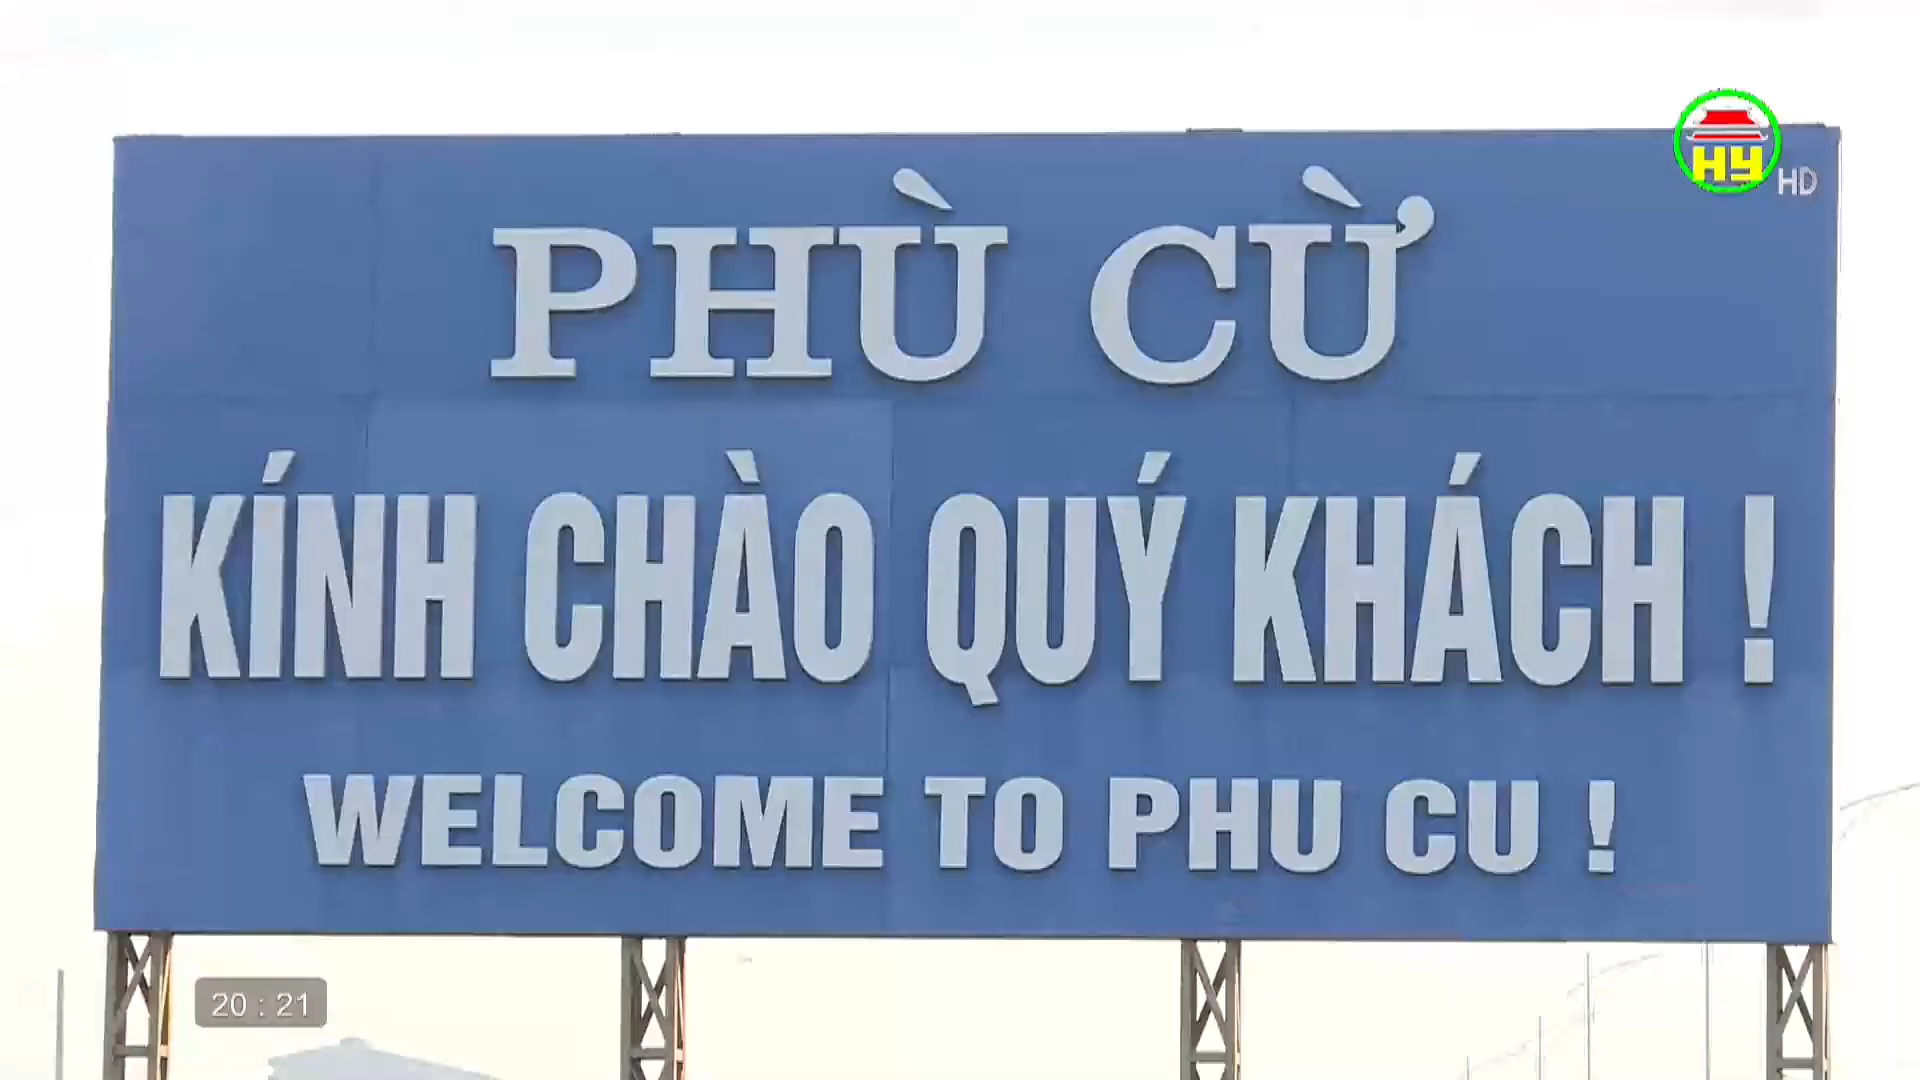 HY
HD
PHÙ CỪ
KÍNH CHÀO QUÝ KHÁCH !
WELCOME TO PHU CU !
20 : 21